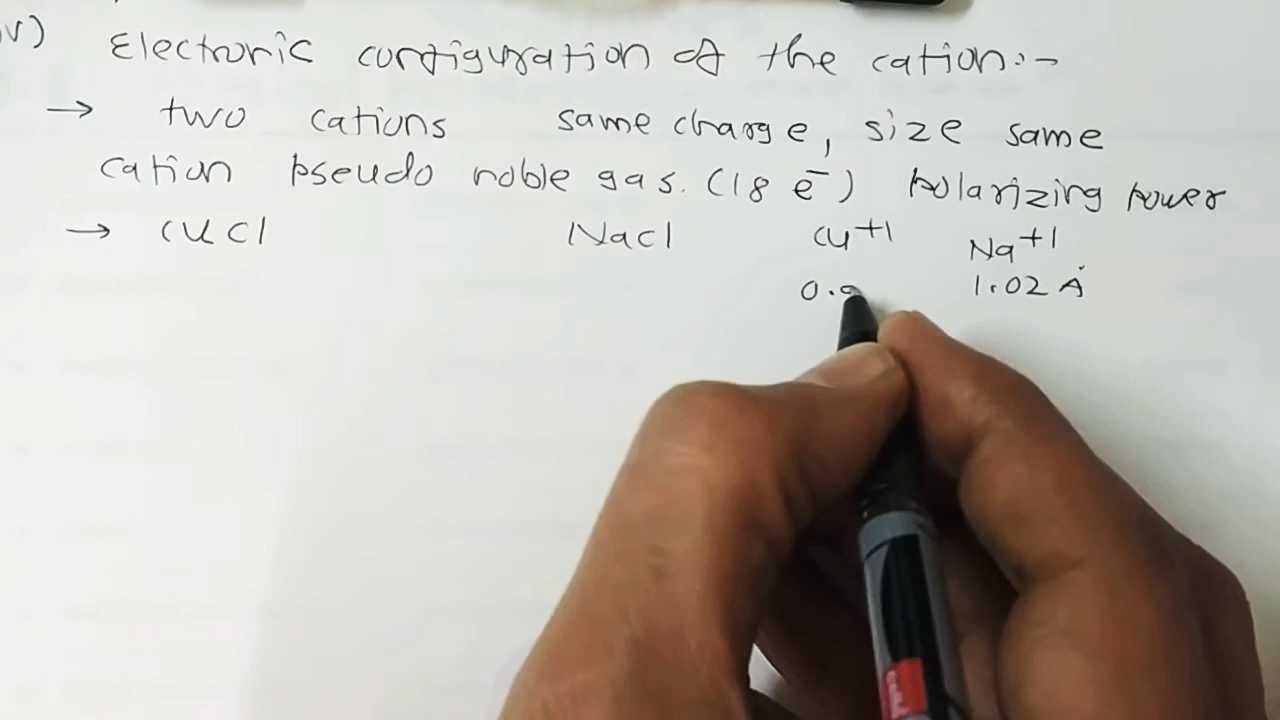 v) Electronic configuration of the cation:-
→ two cations same charge, size same
cation pseudo noble gas. (18 e⁻) polarizing power
→ CuCl NaCl Cu⁺¹ Na⁺¹
1.02 Å